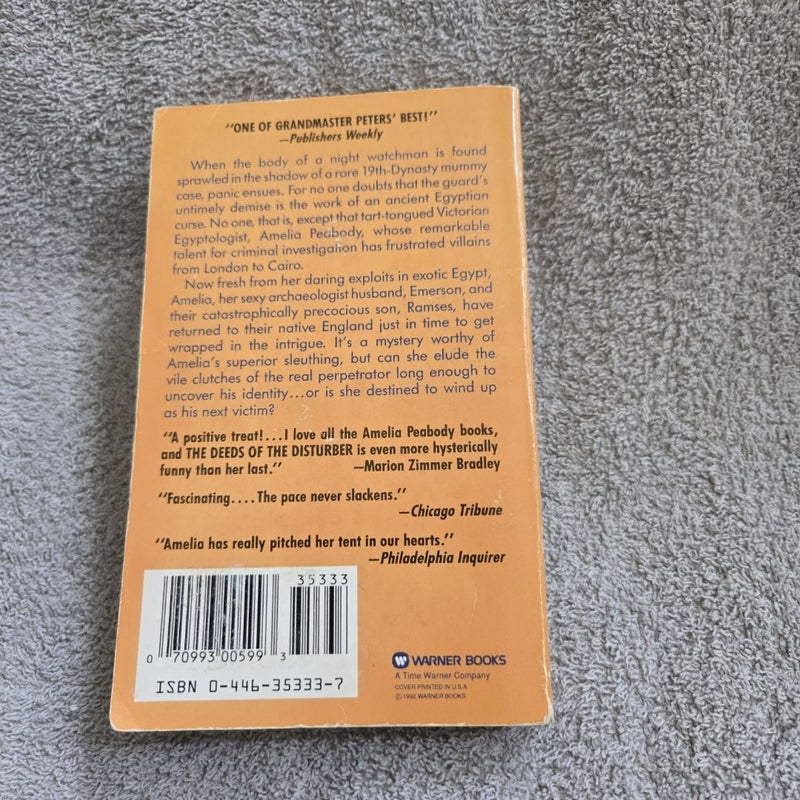 "ONE OF GRANDMASTER PETERS' BEST!"
—Publishers Weekly
When the body of a night watchman is found
sprawled in the shadow of a rare 19th-Dynasty mummy
case, panic ensues. For no one doubts that the guard's
untimely demise is the work of an ancient Egyptian
curse. No one, that is, except that tart-tongued Victorian
Egyptologist, Amelia Peabody, whose remarkable
talent for criminal investigation has frustrated villains
from London to Cairo.
Now fresh from her daring exploits in exotic Egypt,
Amelia, her sexy archaeologist husband, Emerson, and
their catastrophically precocious son, Ramses, have
returned to their native England just in time to get
wrapped in the intrigue. It's a mystery worthy of
Amelia's superior sleuthing, but can she elude the
vile clutches of the real perpetrator long enough to
uncover his identity...or is she destined to wind up
as his next victim?
"A positive treat!...I love all the Amelia Peabody books,
and THE DEEDS OF THE DISTURBER is even more hysterically
funny than her last." —Marion Zimmer Bradley
"Fascinating....The pace never slackens."
—Chicago Tribune
"Amelia has really pitched her tent in our hearts."
—Philadelphia Inquirer
35333
0 70993 00599 3
ISBN 0-446-35333-7
W WARNER BOOKS
A Time Warner Company
COVER PRINTED IN U.S.A.
© 1992 WARNER BOOKS